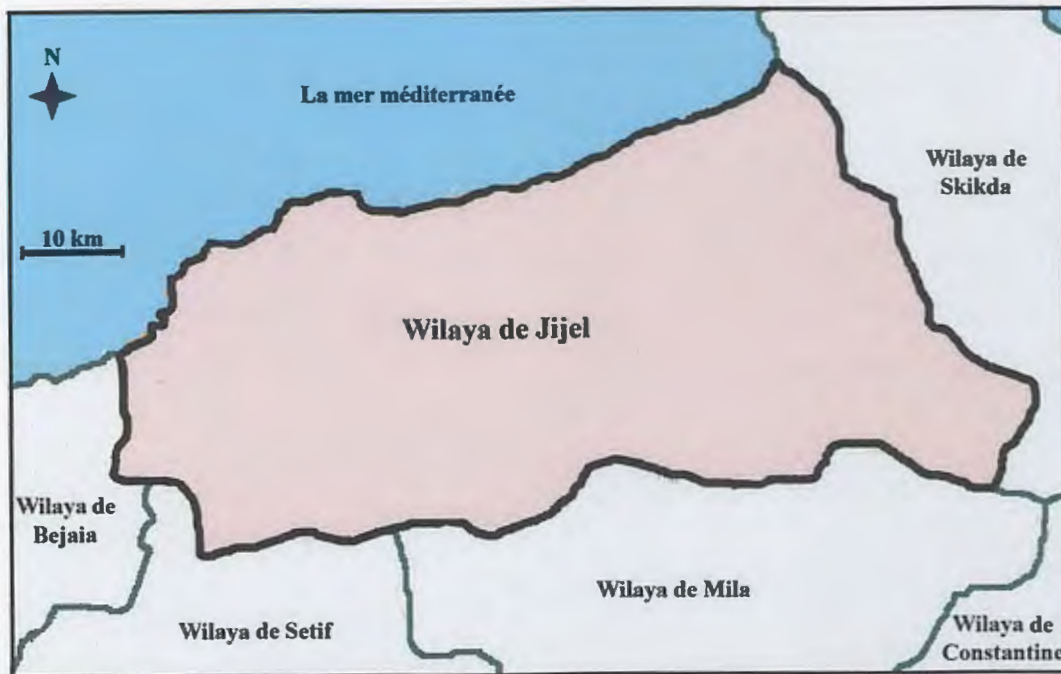 N
La mer méditerranée
Wilaya de
Skikda
10 km
Wilaya de Jijel
Wilaya de
Bejaia
Wilaya de Setif
Wilaya de Mila
Wilaya de
Constantine